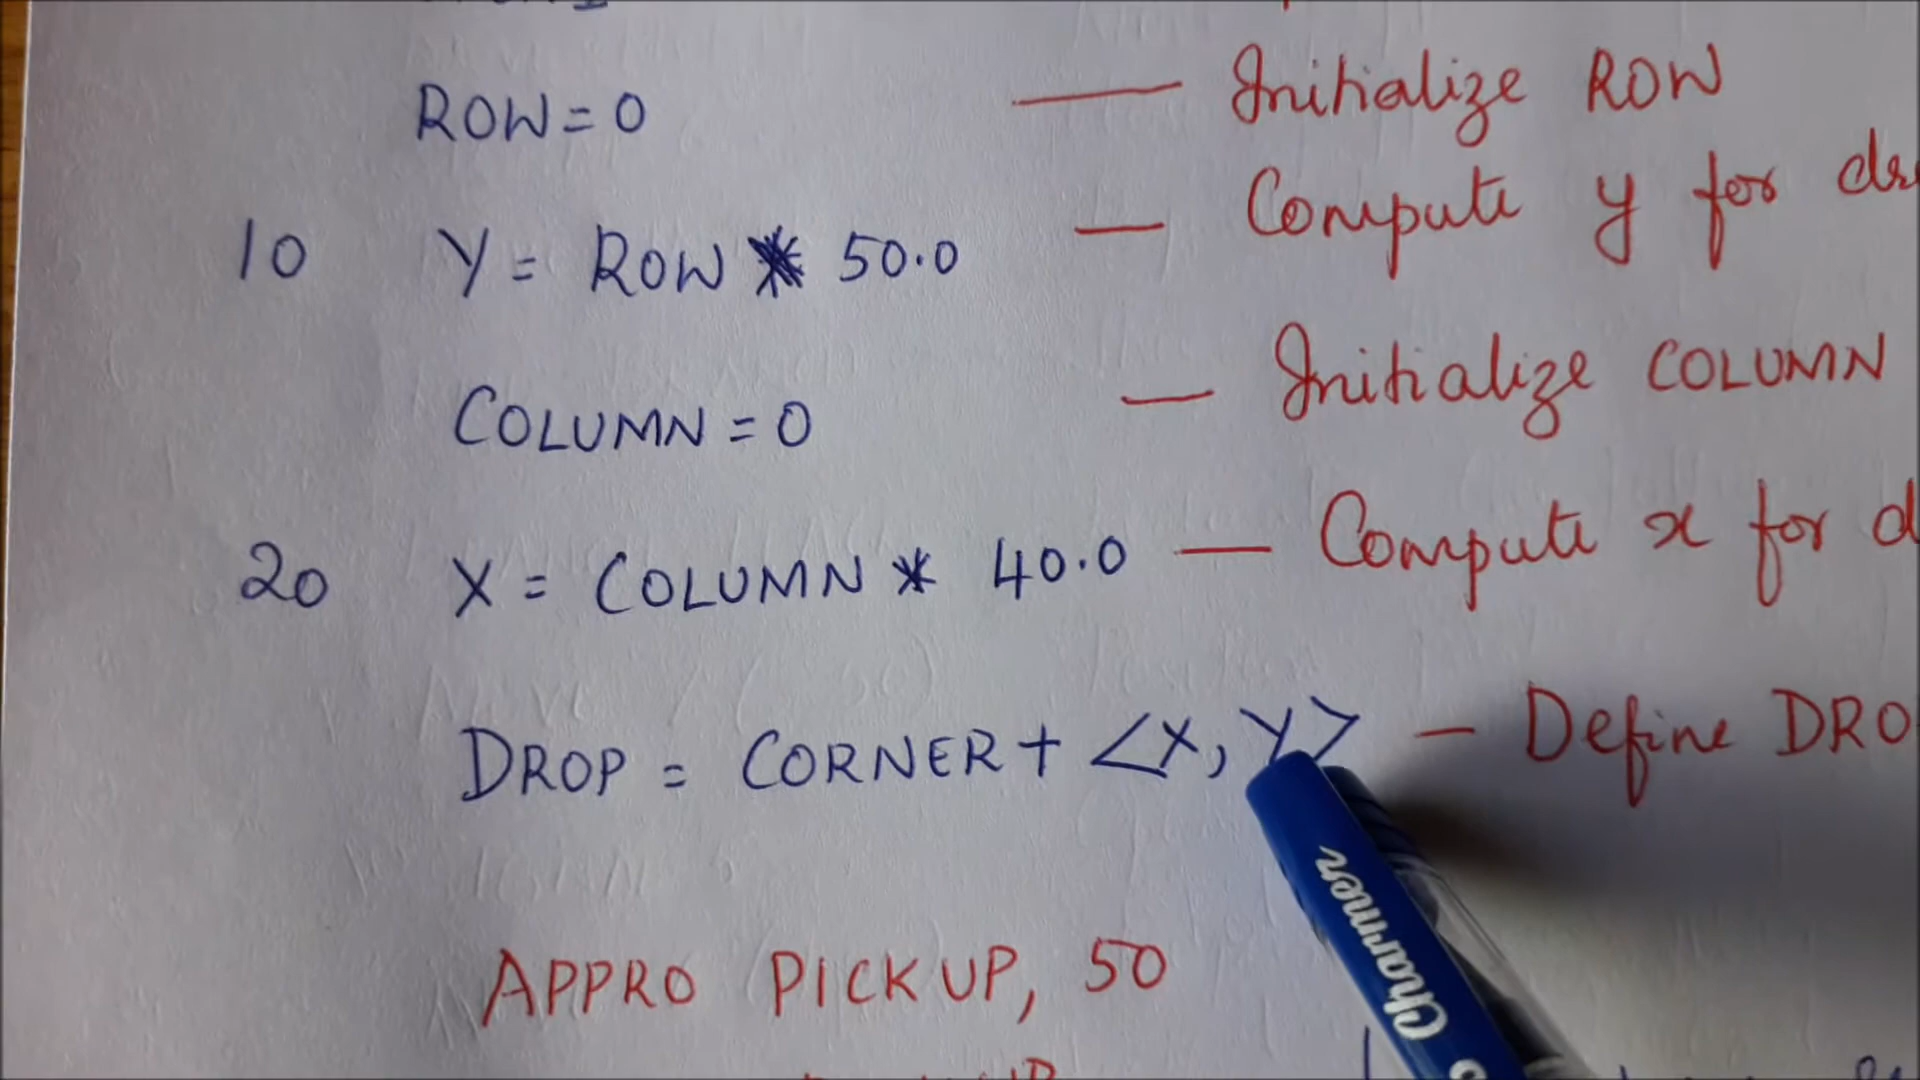 ROW = 0 — Initialize ROW
10 Y = ROW * 50.0 — Compute y for
COLUMN = 0 — Initialize COLUMN
20 X = COLUMN * 40.0 — Compute x for
DROP = CORNER + <X, Y> — Define DRO
APPRO PICKUP, 50
Charmer